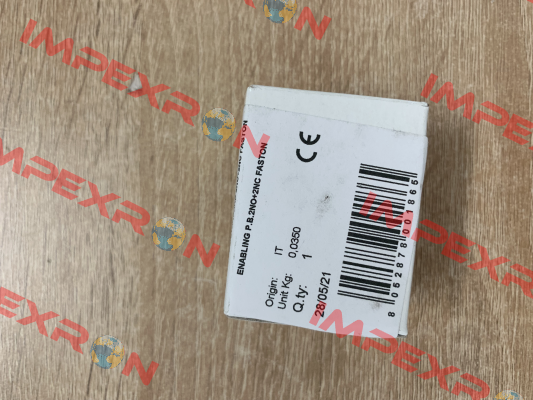 ENABLING P.B.2NO+2NC FASTON
CE
Origin: IT
Unit Kg: 0,0350
Q.ty: 1
28/05/21
8 052878 001865
IMPEXRON
IMPEXRON
IMPEXRON
IMPEXRON
IMPEXRON